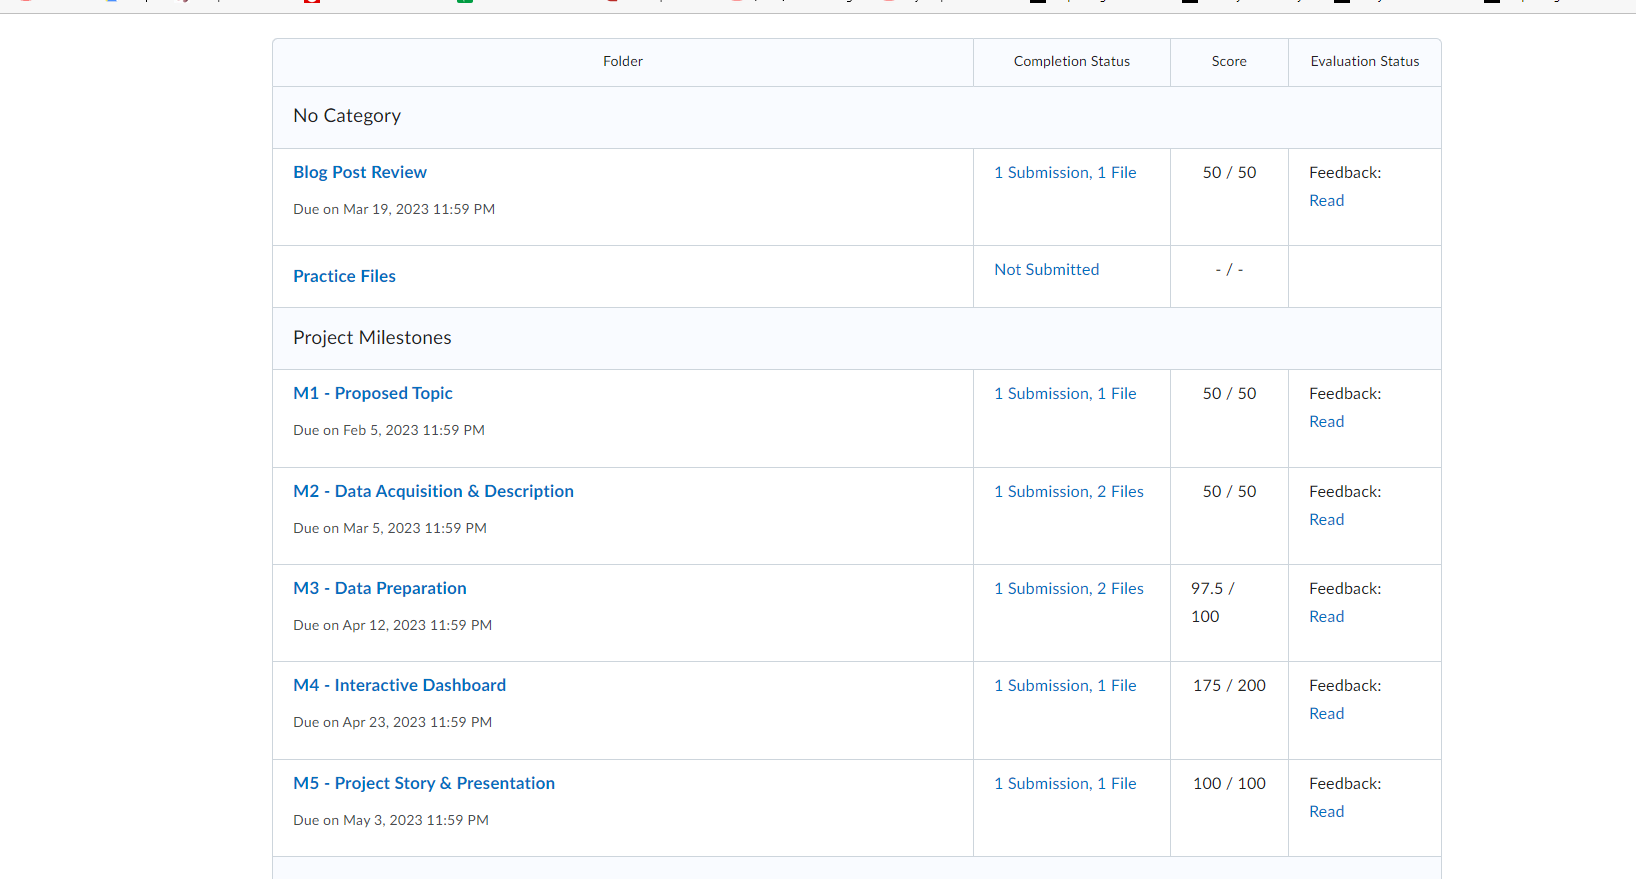 Folder Completion Status Score Evaluation Status
No Category
Blog Post Review 1 Submission, 1 File 50 / 50 Feedback:
Read
Due on Mar 19, 2023 11:59 PM
Practice Files Not Submitted - / -
Project Milestones
M1 - Proposed Topic 1 Submission, 1 File 50 / 50 Feedback:
Read
Due on Feb 5, 2023 11:59 PM
M2 - Data Acquisition & Description 1 Submission, 2 Files 50 / 50 Feedback:
Read
Due on Mar 5, 2023 11:59 PM
M3 - Data Preparation 1 Submission, 2 Files 97.5 / Feedback:
100 Read
Due on Apr 12, 2023 11:59 PM
M4 - Interactive Dashboard 1 Submission, 1 File 175 / 200 Feedback:
Read
Due on Apr 23, 2023 11:59 PM
M5 - Project Story & Presentation 1 Submission, 1 File 100 / 100 Feedback:
Read
Due on May 3, 2023 11:59 PM